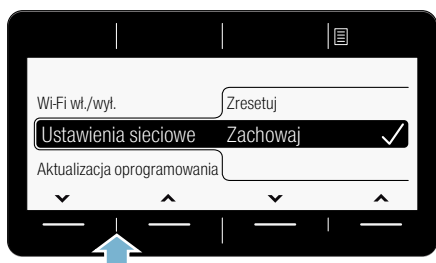 Wi-Fi wł./wył.
Zresetuj
Ustawienia sieciowe
Zachowaj
Aktualizacja oprogramowania